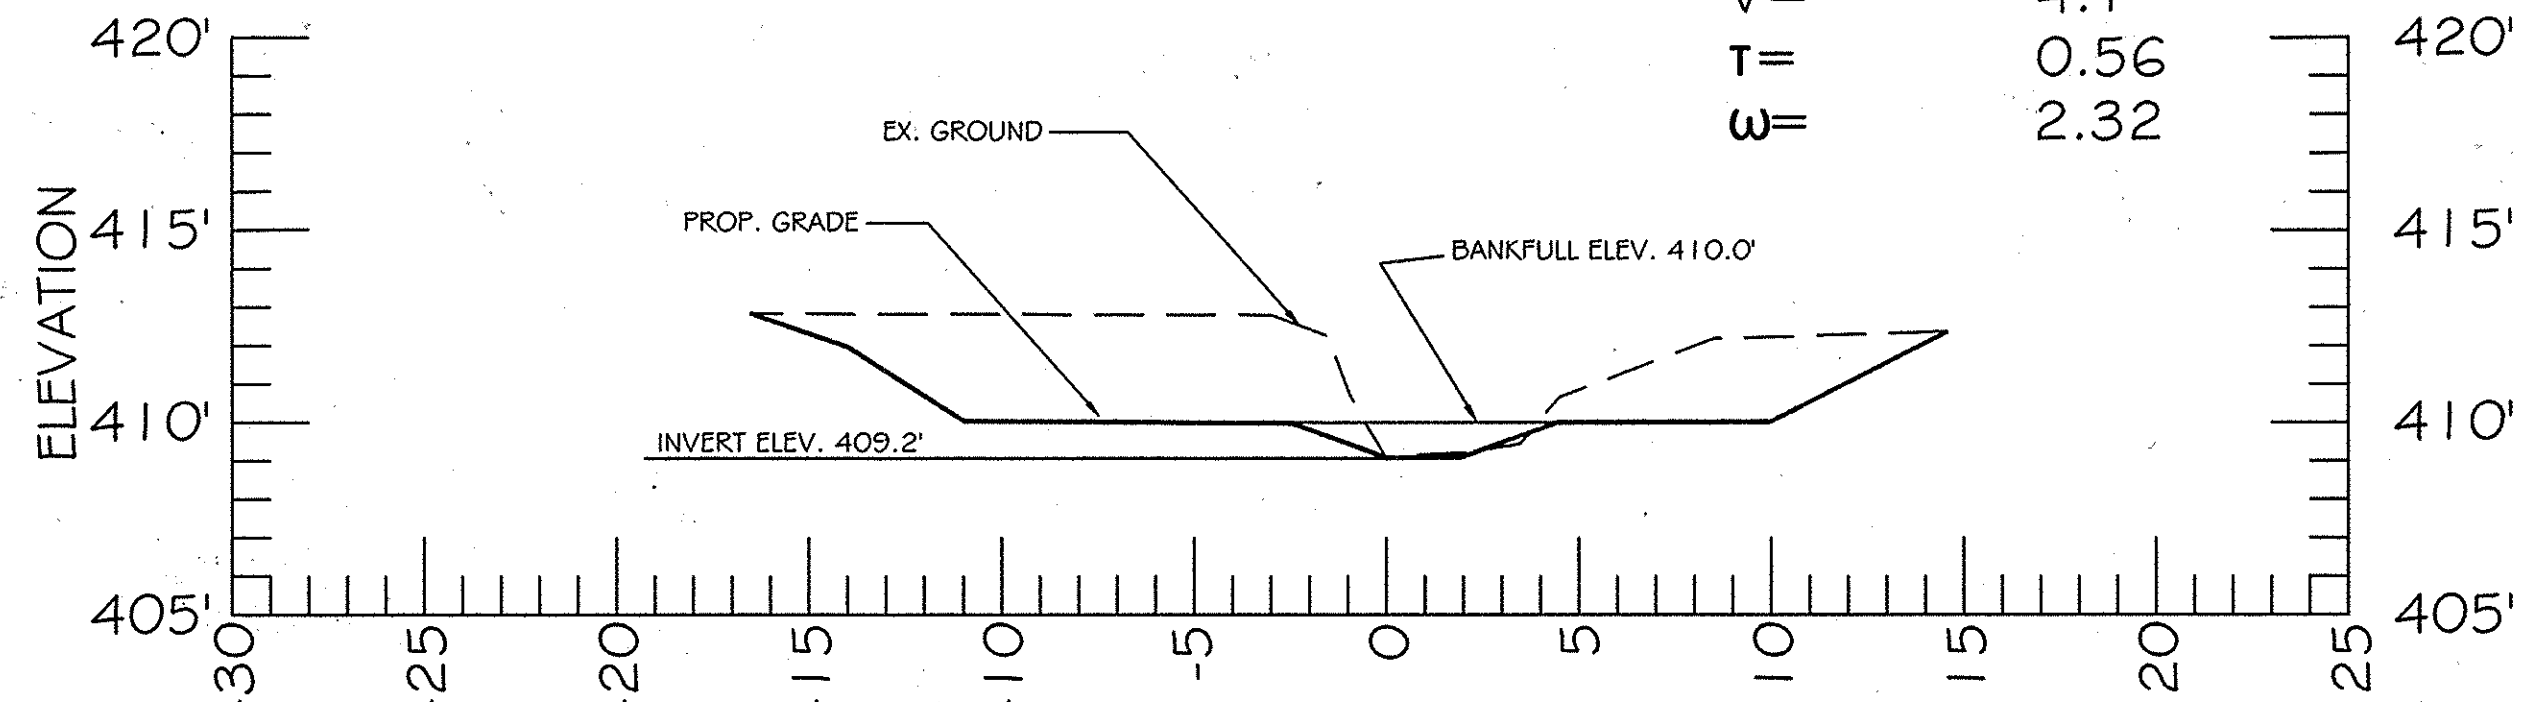 420'
T= 0.56
420'
EX. GROUND
ω= 2.32
ELEVATION
415'
PROP. GRADE
BANKFULL ELEV. 410.0'
415'
410'
INVERT ELEV. 409.2'
410'
405'
405'
-30 -25 -20 -15 -10 -5 0 5 10 15 20 25